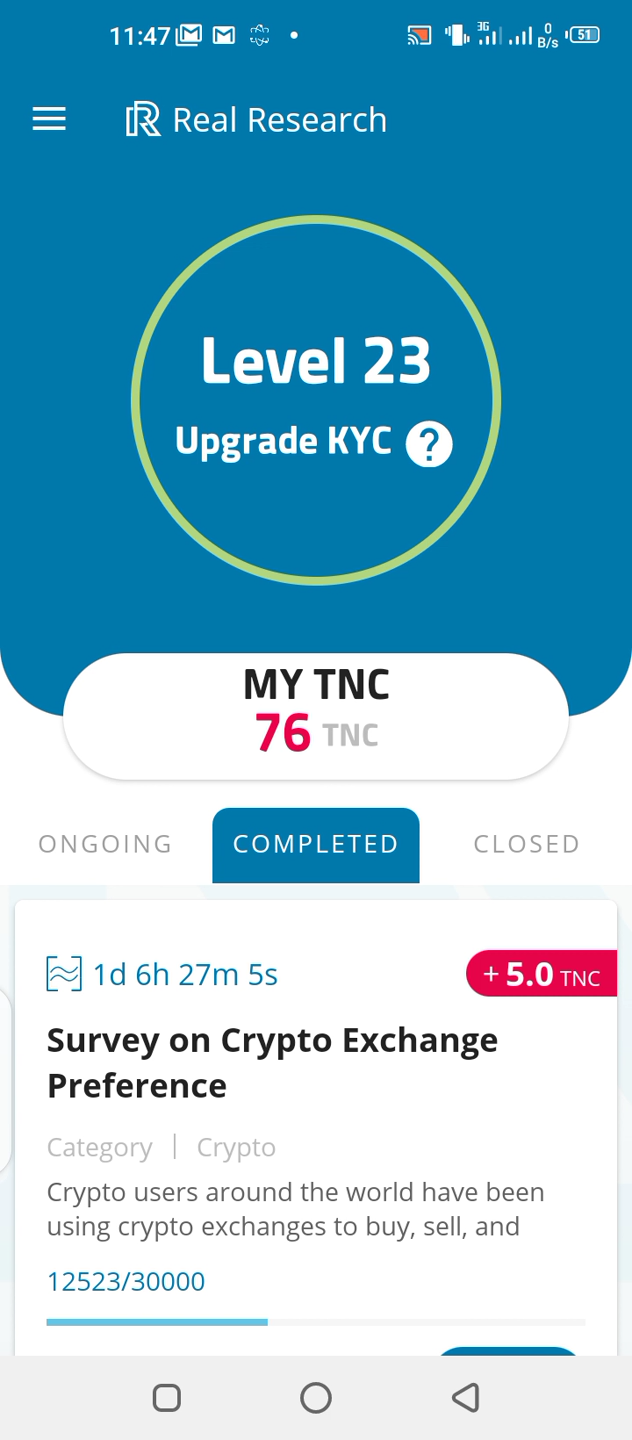 11:47
3G
0
B/s
51
Real Research
Level 23
Upgrade KYC ?
MY TNC
76 TNC
ONGOING
COMPLETED
CLOSED
1d 6h 27m 5s
+ 5.0 TNC
Survey on Crypto Exchange
Preference
Category | Crypto
Crypto users around the world have been
using crypto exchanges to buy, sell, and
12523/30000